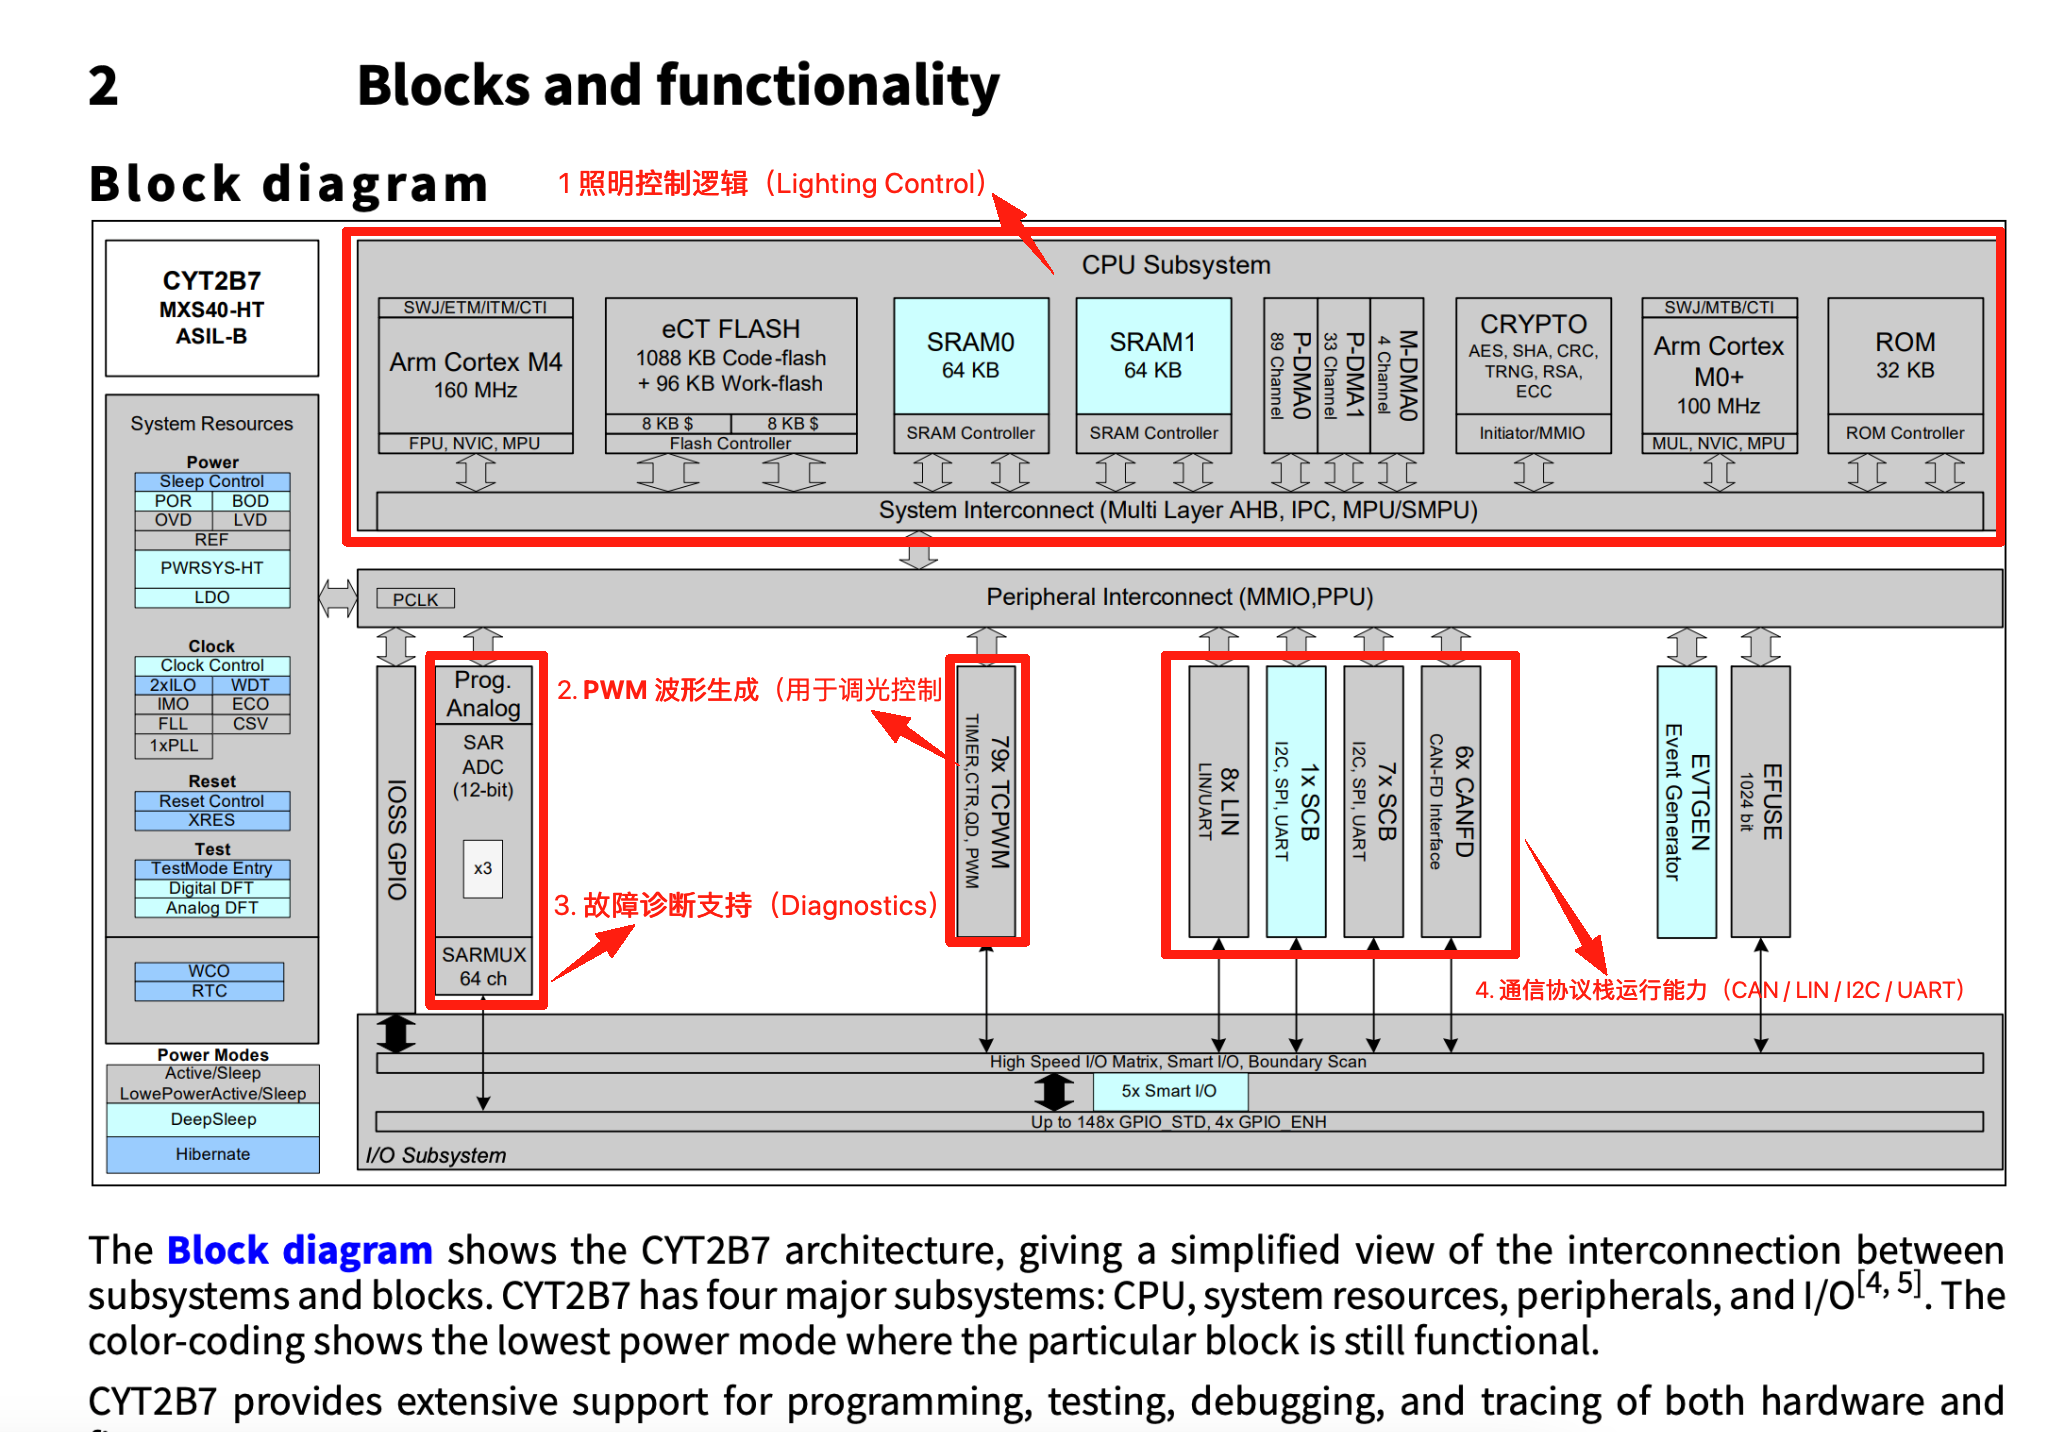 2 Blocks and functionality
Block diagram
1 照明控制逻辑（Lighting Control）
CYT2B7
MXS40-HT
ASIL-B
System Resources
Power
Sleep Control
POR BOD
OVD LVD
REF
PWRSYS-HT
LDO
Clock
Clock Control
2xILO WDT
IMO ECO
FLL CSV
1xPLL
Reset
Reset Control
XRES
Test
TestMode Entry
Digital DFT
Analog DFT
WCO
RTC
Power Modes
Active/Sleep
LowePowerActive/Sleep
DeepSleep
Hibernate
CPU Subsystem
SWJ/ETM/ITM/CTI
Arm Cortex M4
160 MHz
FPU, NVIC, MPU
eCT FLASH
1088 KB Code-flash
+ 96 KB Work-flash
8 KB $ 8 KB $
Flash Controller
SRAM0
64 KB
SRAM Controller
SRAM1
64 KB
SRAM Controller
P-DMA0
89 Channel
P-DMA1
33 Channel
M-DMA0
4 Channel
CRYPTO
AES, SHA, CRC,
TRNG, RSA,
ECC
Initiator/MMIO
SWJ/MTB/CTI
Arm Cortex
M0+
100 MHz
MUL, NVIC, MPU
ROM
32 KB
ROM Controller
System Interconnect (Multi Layer AHB, IPC, MPU/SMPU)
PCLK
Peripheral Interconnect (MMIO,PPU)
IOSS GPIO
Prog.
Analog
SAR
ADC
(12-bit)
x3
SARMUX
64 ch
2. PWM 波形生成（用于调光控制
3. 故障诊断支持（Diagnostics）
79x TCPWM
TIMER,CTR,QD, PWM
8x LIN
LIN/UART
1x SCB
I2C, SPI, UART
7x SCB
I2C, SPI, UART
6x CANFD
CAN-FD Interface
EVTGEN
Event Generator
EFUSE
1024 bit
4. 通信协议栈运行能力（CAN / LIN / I2C / UART）
High Speed I/O Matrix, Smart I/O, Boundary Scan
5x Smart I/O
Up to 148x GPIO_STD, 4x GPIO_ENH
I/O Subsystem
The Block diagram shows the CYT2B7 architecture, giving a simplified view of the interconnection between
subsystems and blocks. CYT2B7 has four major subsystems: CPU, system resources, peripherals, and I/O[4, 5]. The
color-coding shows the lowest power mode where the particular block is still functional.
CYT2B7 provides extensive support for programming, testing, debugging, and tracing of both hardware and